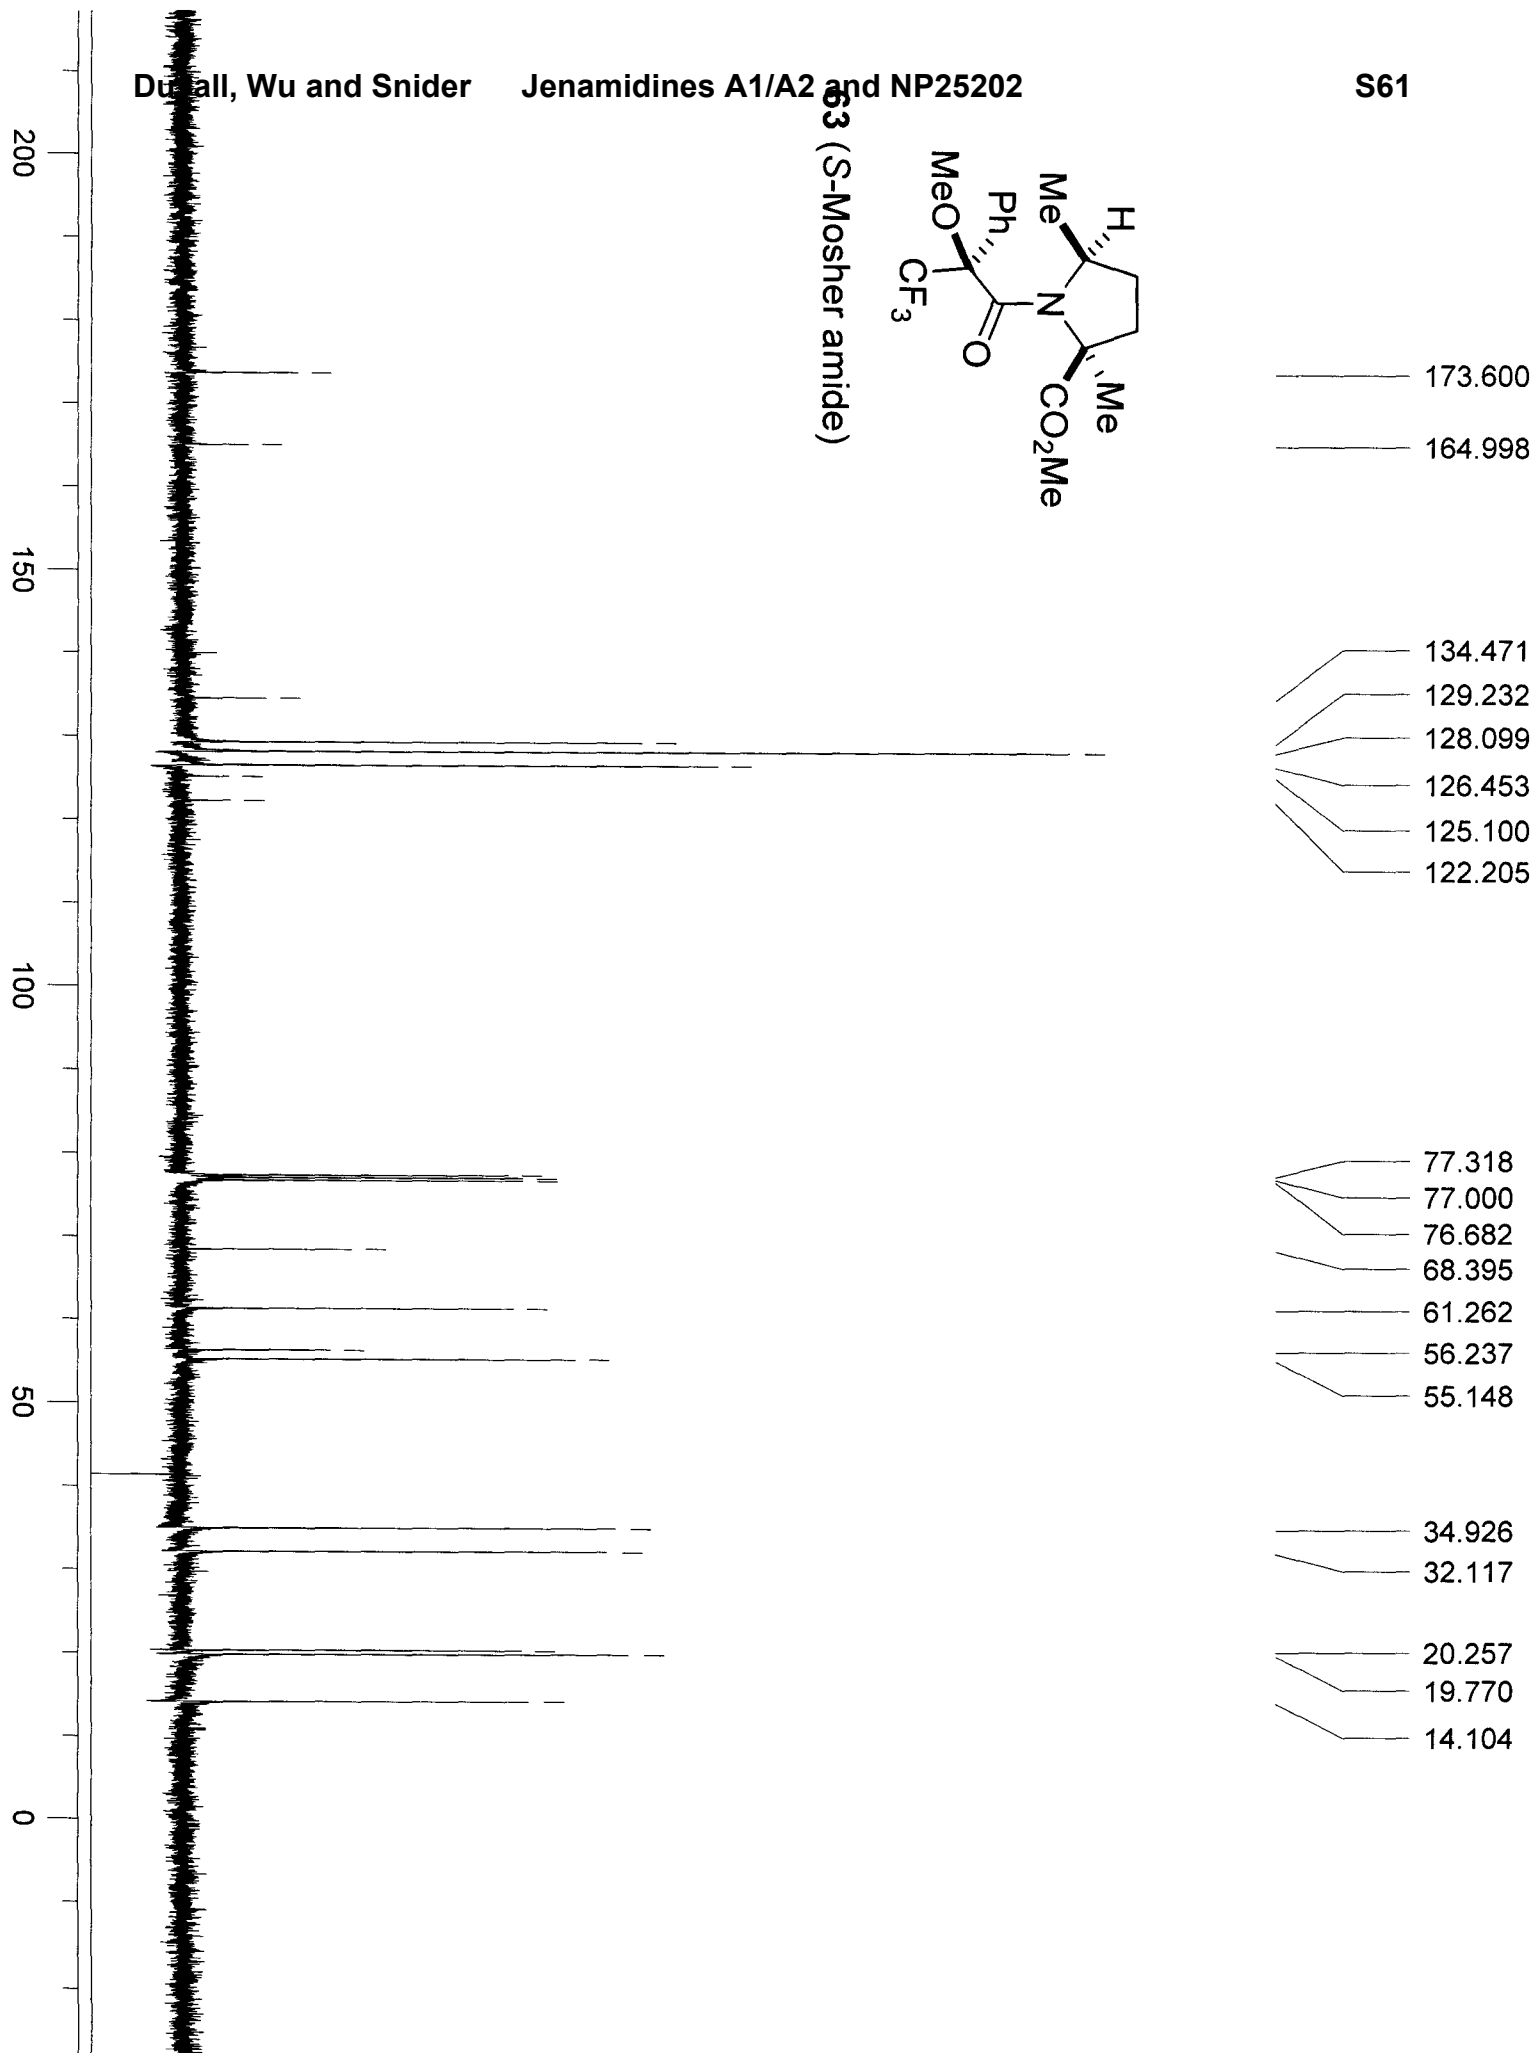 Duvall, Wu and Snider Jenamidines A1/A2 and NP25202 S61
63 (S-Mosher amide)
H
Me
Ph
MeO
CF3
N
O
Me
CO2Me
173.600
164.998
134.471
129.232
128.099
126.453
125.100
122.205
77.318
77.000
76.682
68.395
61.262
56.237
55.148
34.926
32.117
20.257
19.770
14.104
200
150
100
50
0